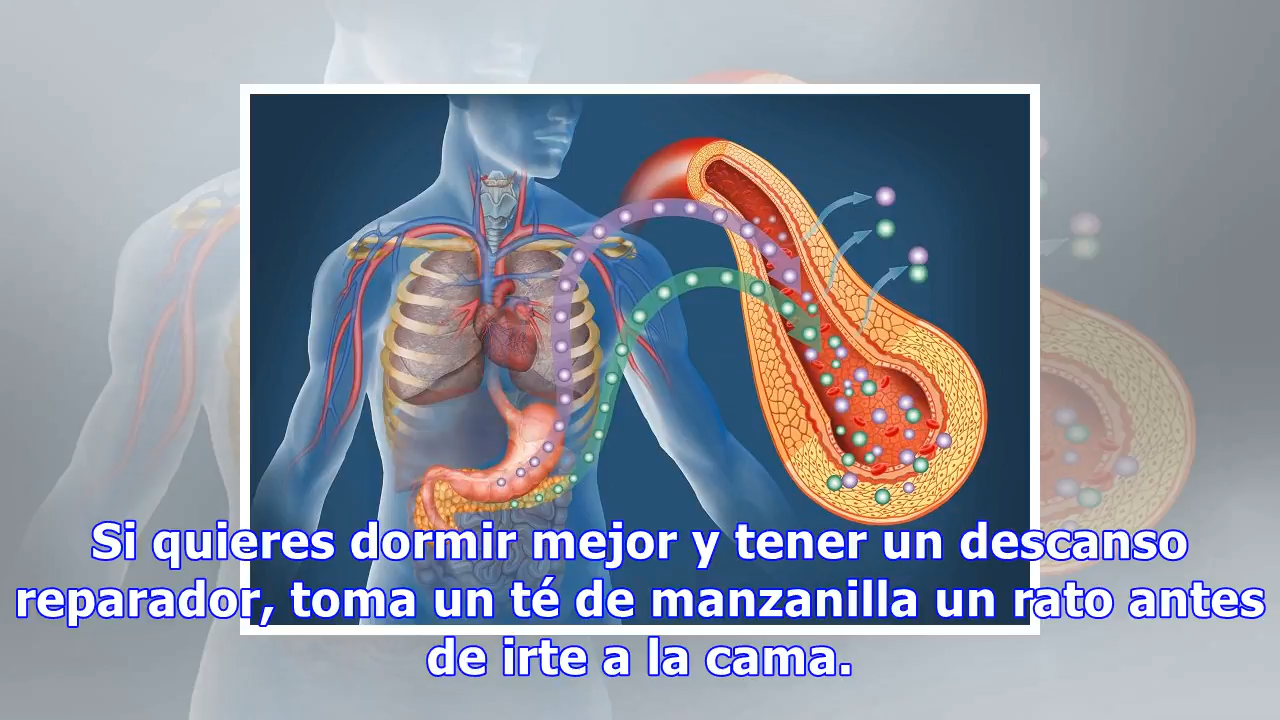 Si quieres dormir mejor y tener un descanso
reparador, toma un té de manzanilla un rato antes
de irte a la cama.